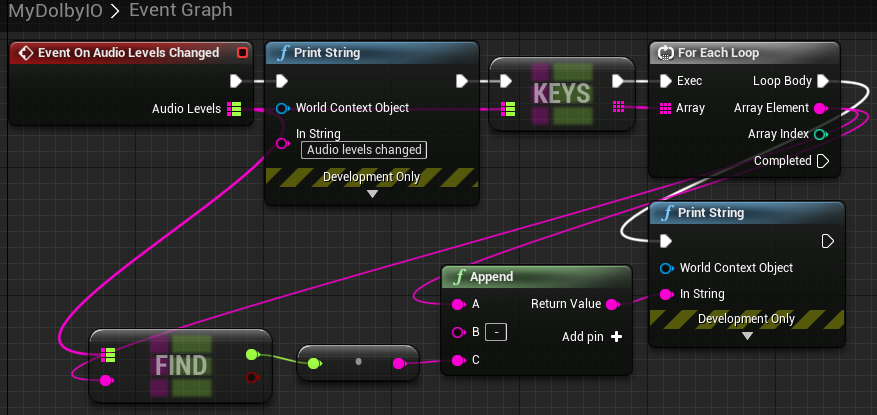 MyDolbyIO > Event Graph
Event On Audio Levels Changed
Audio Levels
Print String
World Context Object
In String
Audio levels changed
Development Only
KEYS
For Each Loop
Exec
Loop Body
Array
Array Element
Array Index
Completed
Print String
World Context Object
In String
Development Only
Append
A
Return Value
B
-
Add pin +
C
FIND